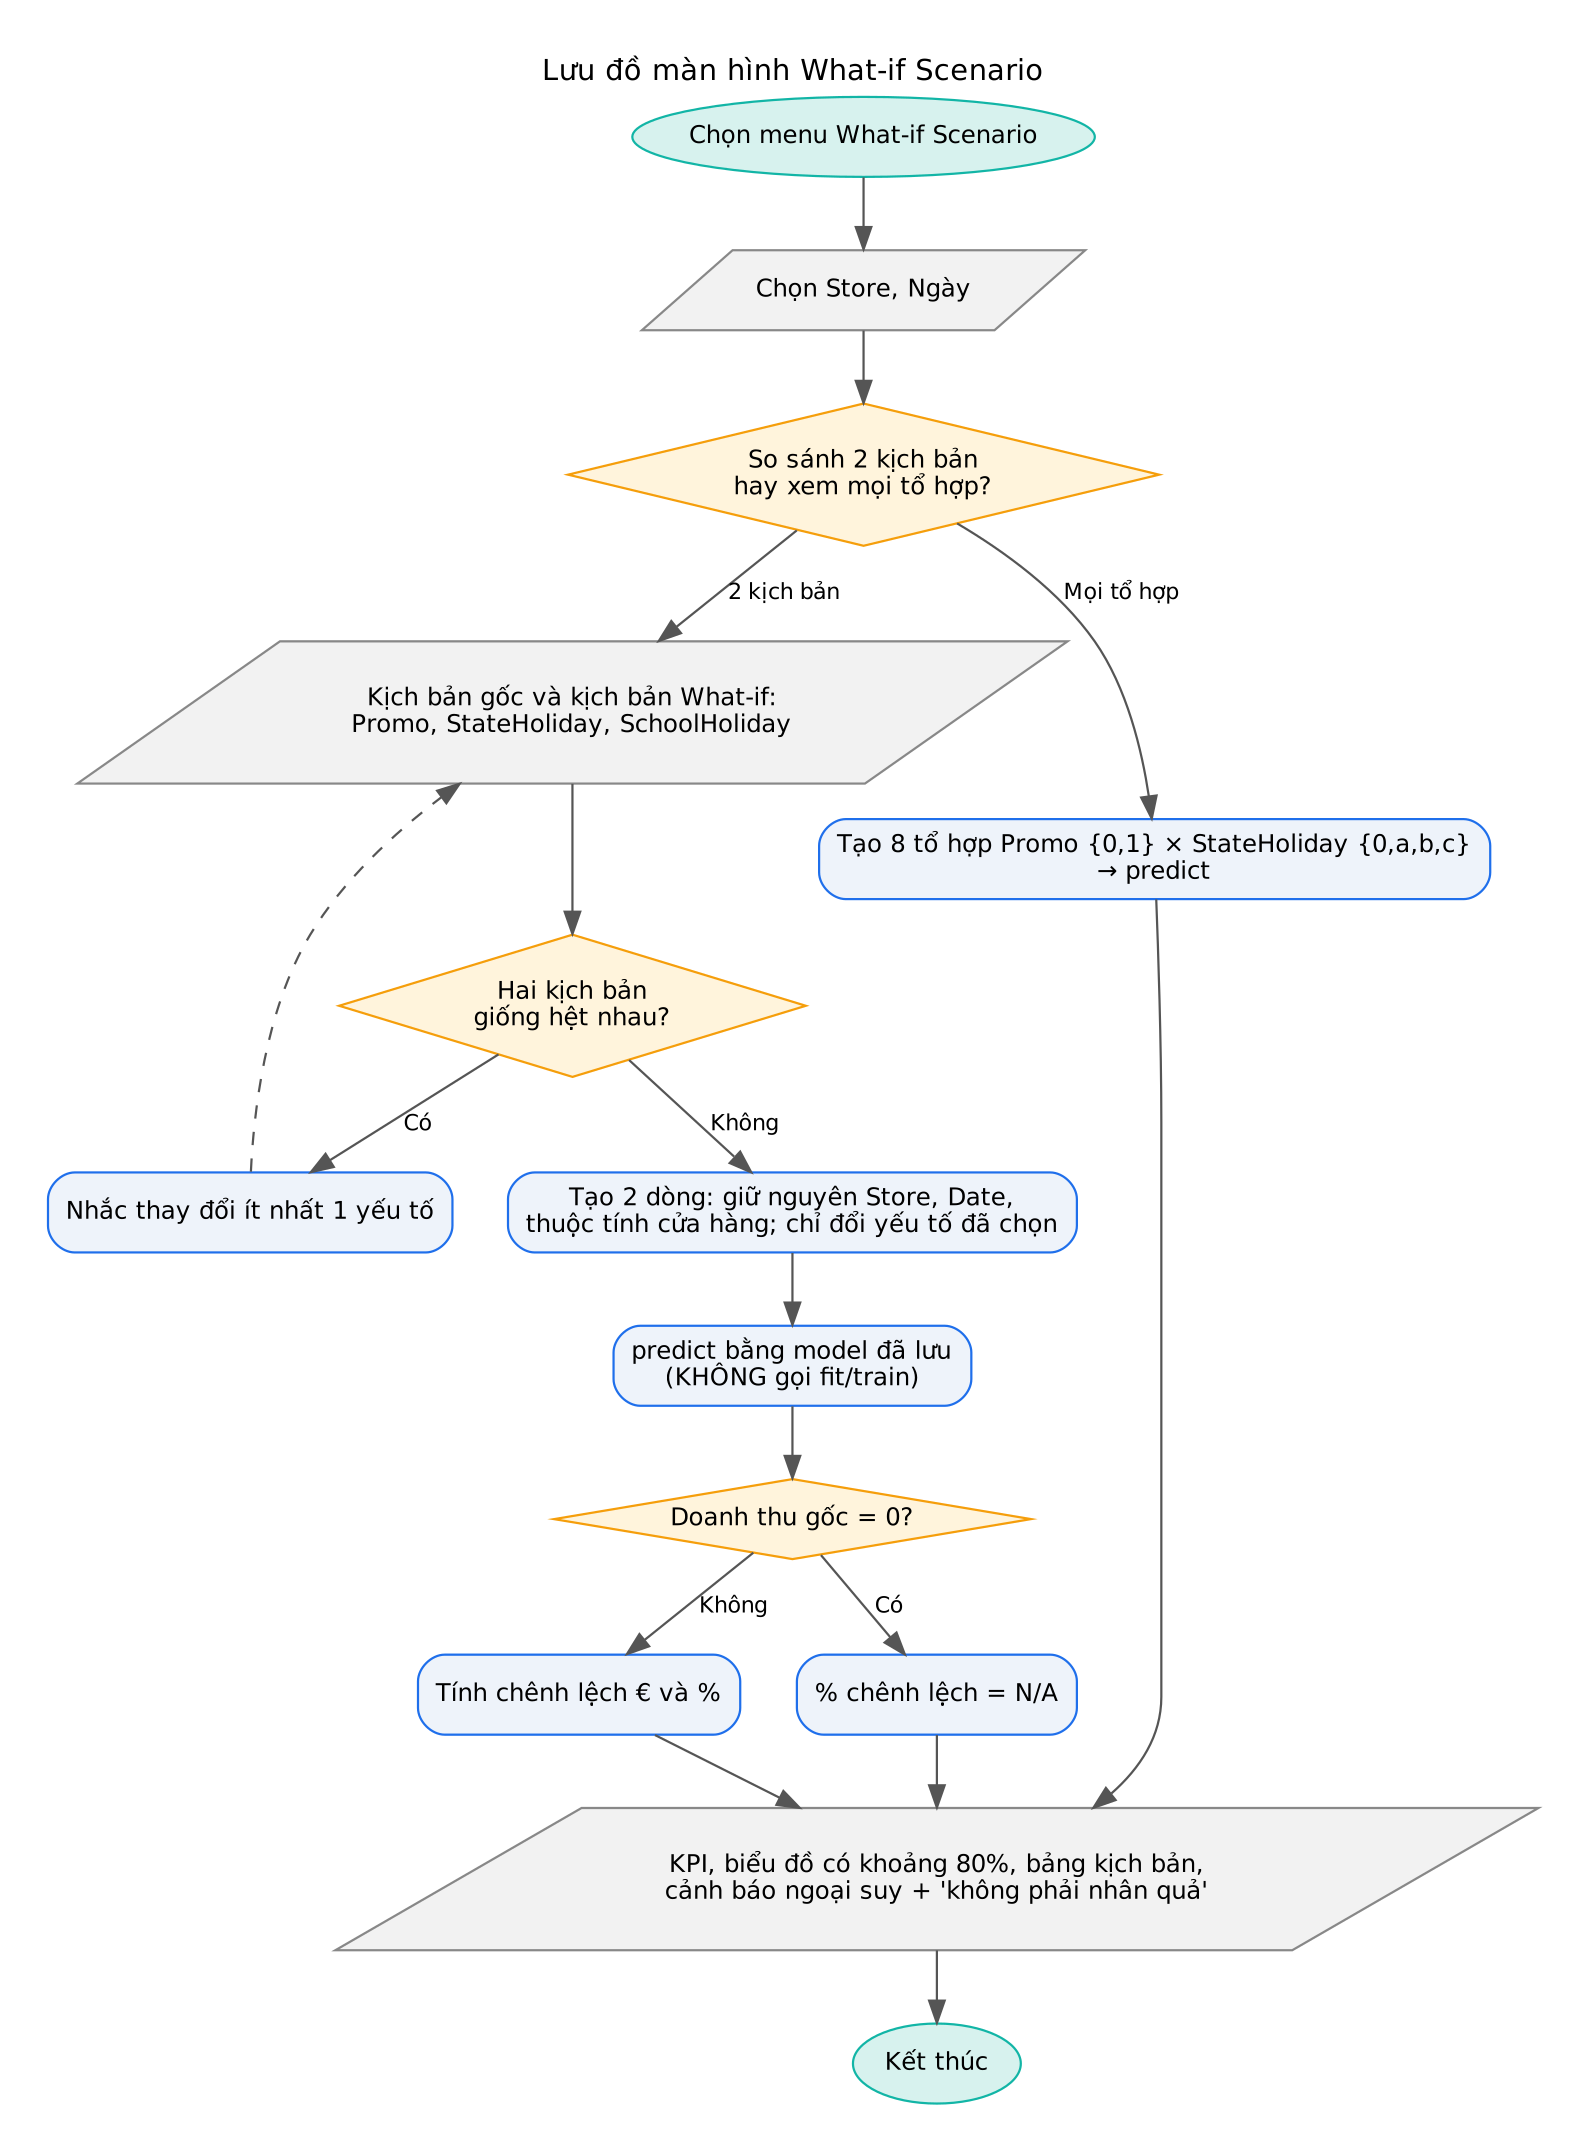 Lưu đồ màn hình What-if Scenario
Chọn menu What-if Scenario
Chọn Store, Ngày
So sánh 2 kịch bản
hay xem mọi tổ hợp?
2 kịch bản
Mọi tổ hợp
Kịch bản gốc và kịch bản What-if:
Promo, StateHoliday, SchoolHoliday
Tạo 8 tổ hợp Promo {0,1} × StateHoliday {0,a,b,c}
→ predict
Hai kịch bản
giống hệt nhau?
Có
Không
Nhắc thay đổi ít nhất 1 yếu tố
Tạo 2 dòng: giữ nguyên Store, Date,
thuộc tính cửa hàng; chỉ đổi yếu tố đã chọn
predict bằng model đã lưu
(KHÔNG gọi fit/train)
Doanh thu gốc = 0?
Không
Có
Tính chênh lệch € và %
% chênh lệch = N/A
KPI, biểu đồ có khoảng 80%, bảng kịch bản,
cảnh báo ngoại suy + 'không phải nhân quả'
Kết thúc